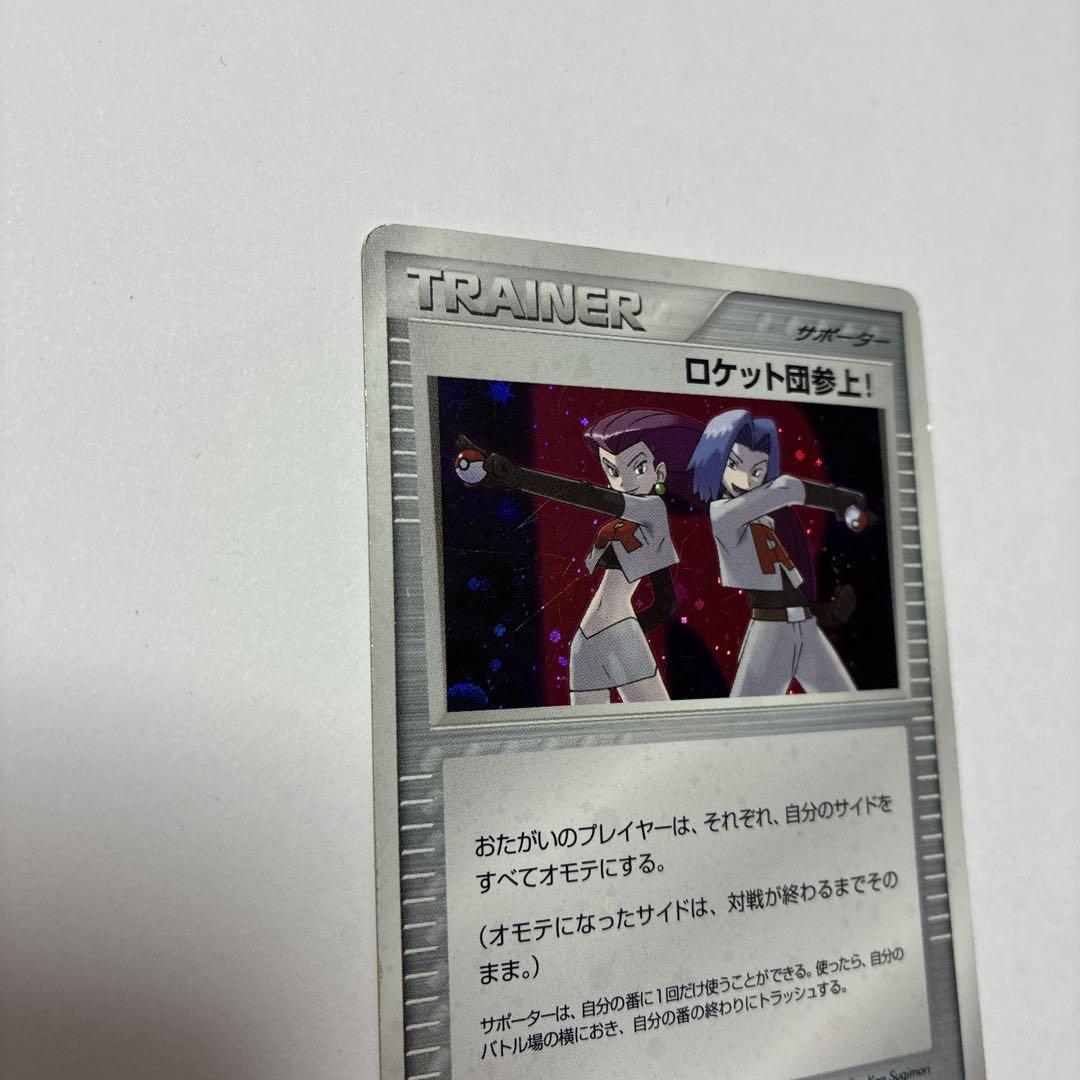 TRAINER
サポーター
ロケット団参上!
おたがいのプレイヤーは、それぞれ、自分のサイドを
すべてオモテにする。
(オモテになったサイドは、対戦が終わるまでその
まま。)
サポーターは、自分の番に1回だけ使うことができる。使ったら、自分の
バトル場の横におき、自分の番の終わりにトラッシュする。
Ken Sugimori